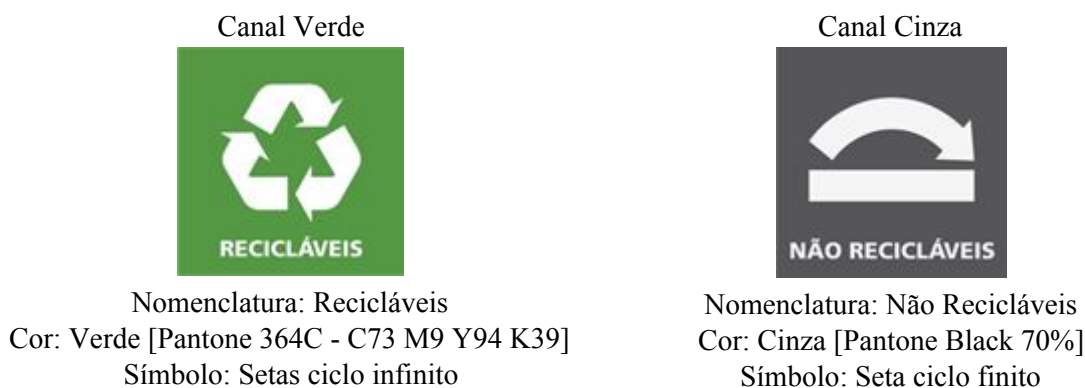 Canal Verde
RECICLÁVEIS
Nomenclatura: Recicláveis
Cor: Verde [Pantone 364C - C73 M9 Y94 K39]
Símbolo: Setas ciclo infinito
Canal Cinza
NÃO RECICLÁVEIS
Nomenclatura: Não Recicláveis
Cor: Cinza [Pantone Black 70%]
Símbolo: Seta ciclo finito